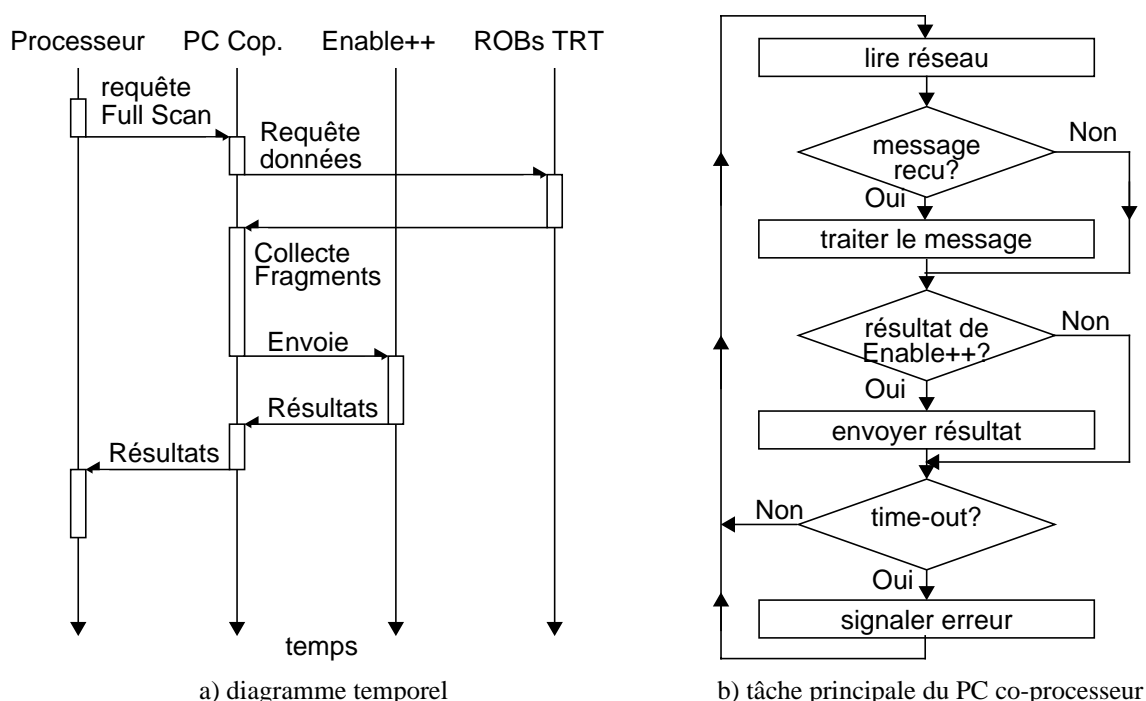 Processeur PC Cop. Enable++ ROBs TRT
requête
Full Scan
Requête
données
Collecte
Fragments
Envoie
Résultats
Résultats
temps
a) diagramme temporel
lire réseau
message
recu?
Non
Oui
traiter le message
résultat de
Enable++?
Non
Oui
envoyer résultat
time-out?
Non
Oui
signaler erreur
b) tâche principale du PC co-processeur